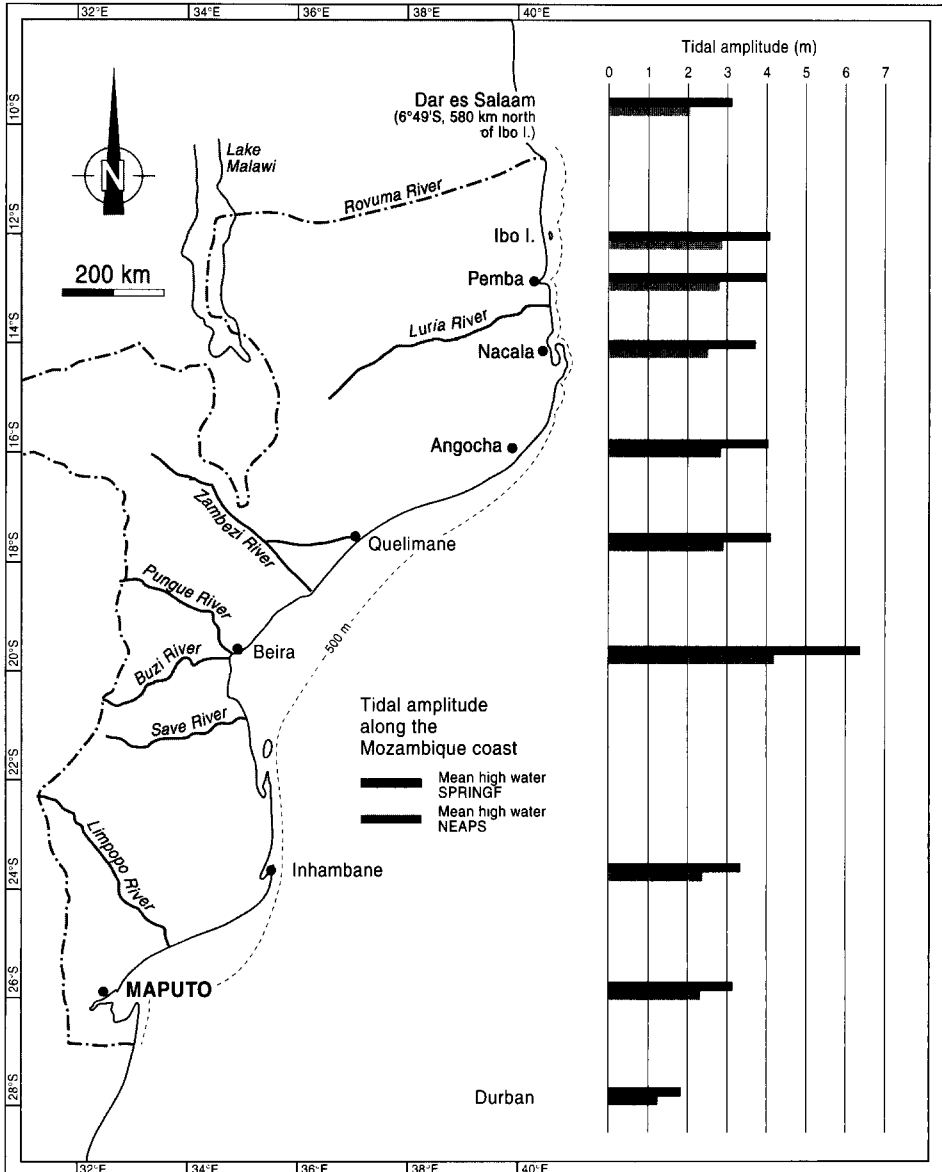 32°E 34°E 36°E 38°E 40°E
Tidal amplitude (m)
0 1 2 3 4 5 6 7
10°S
12°S
14°S
16°S
18°S
20°S
22°S
24°S
26°S
28°S
N
200 km
Lake
Malawi
Dar es Salaam
(6°49'S, 580 km north
of Ibo I.)
Rovuma River
Ibo I.
Pemba
Luria River
Nacala
Angocha
Zambezi River
Quelimane
Pungue River
Beira
Buzi River
500 m
Save River
Tidal amplitude
along the
Mozambique coast
Mean high water
SPRINGF
Mean high water
NEAPS
Limpopo River
Inhambane
MAPUTO
Durban
32°E 34°E 36°E 38°E 40°E